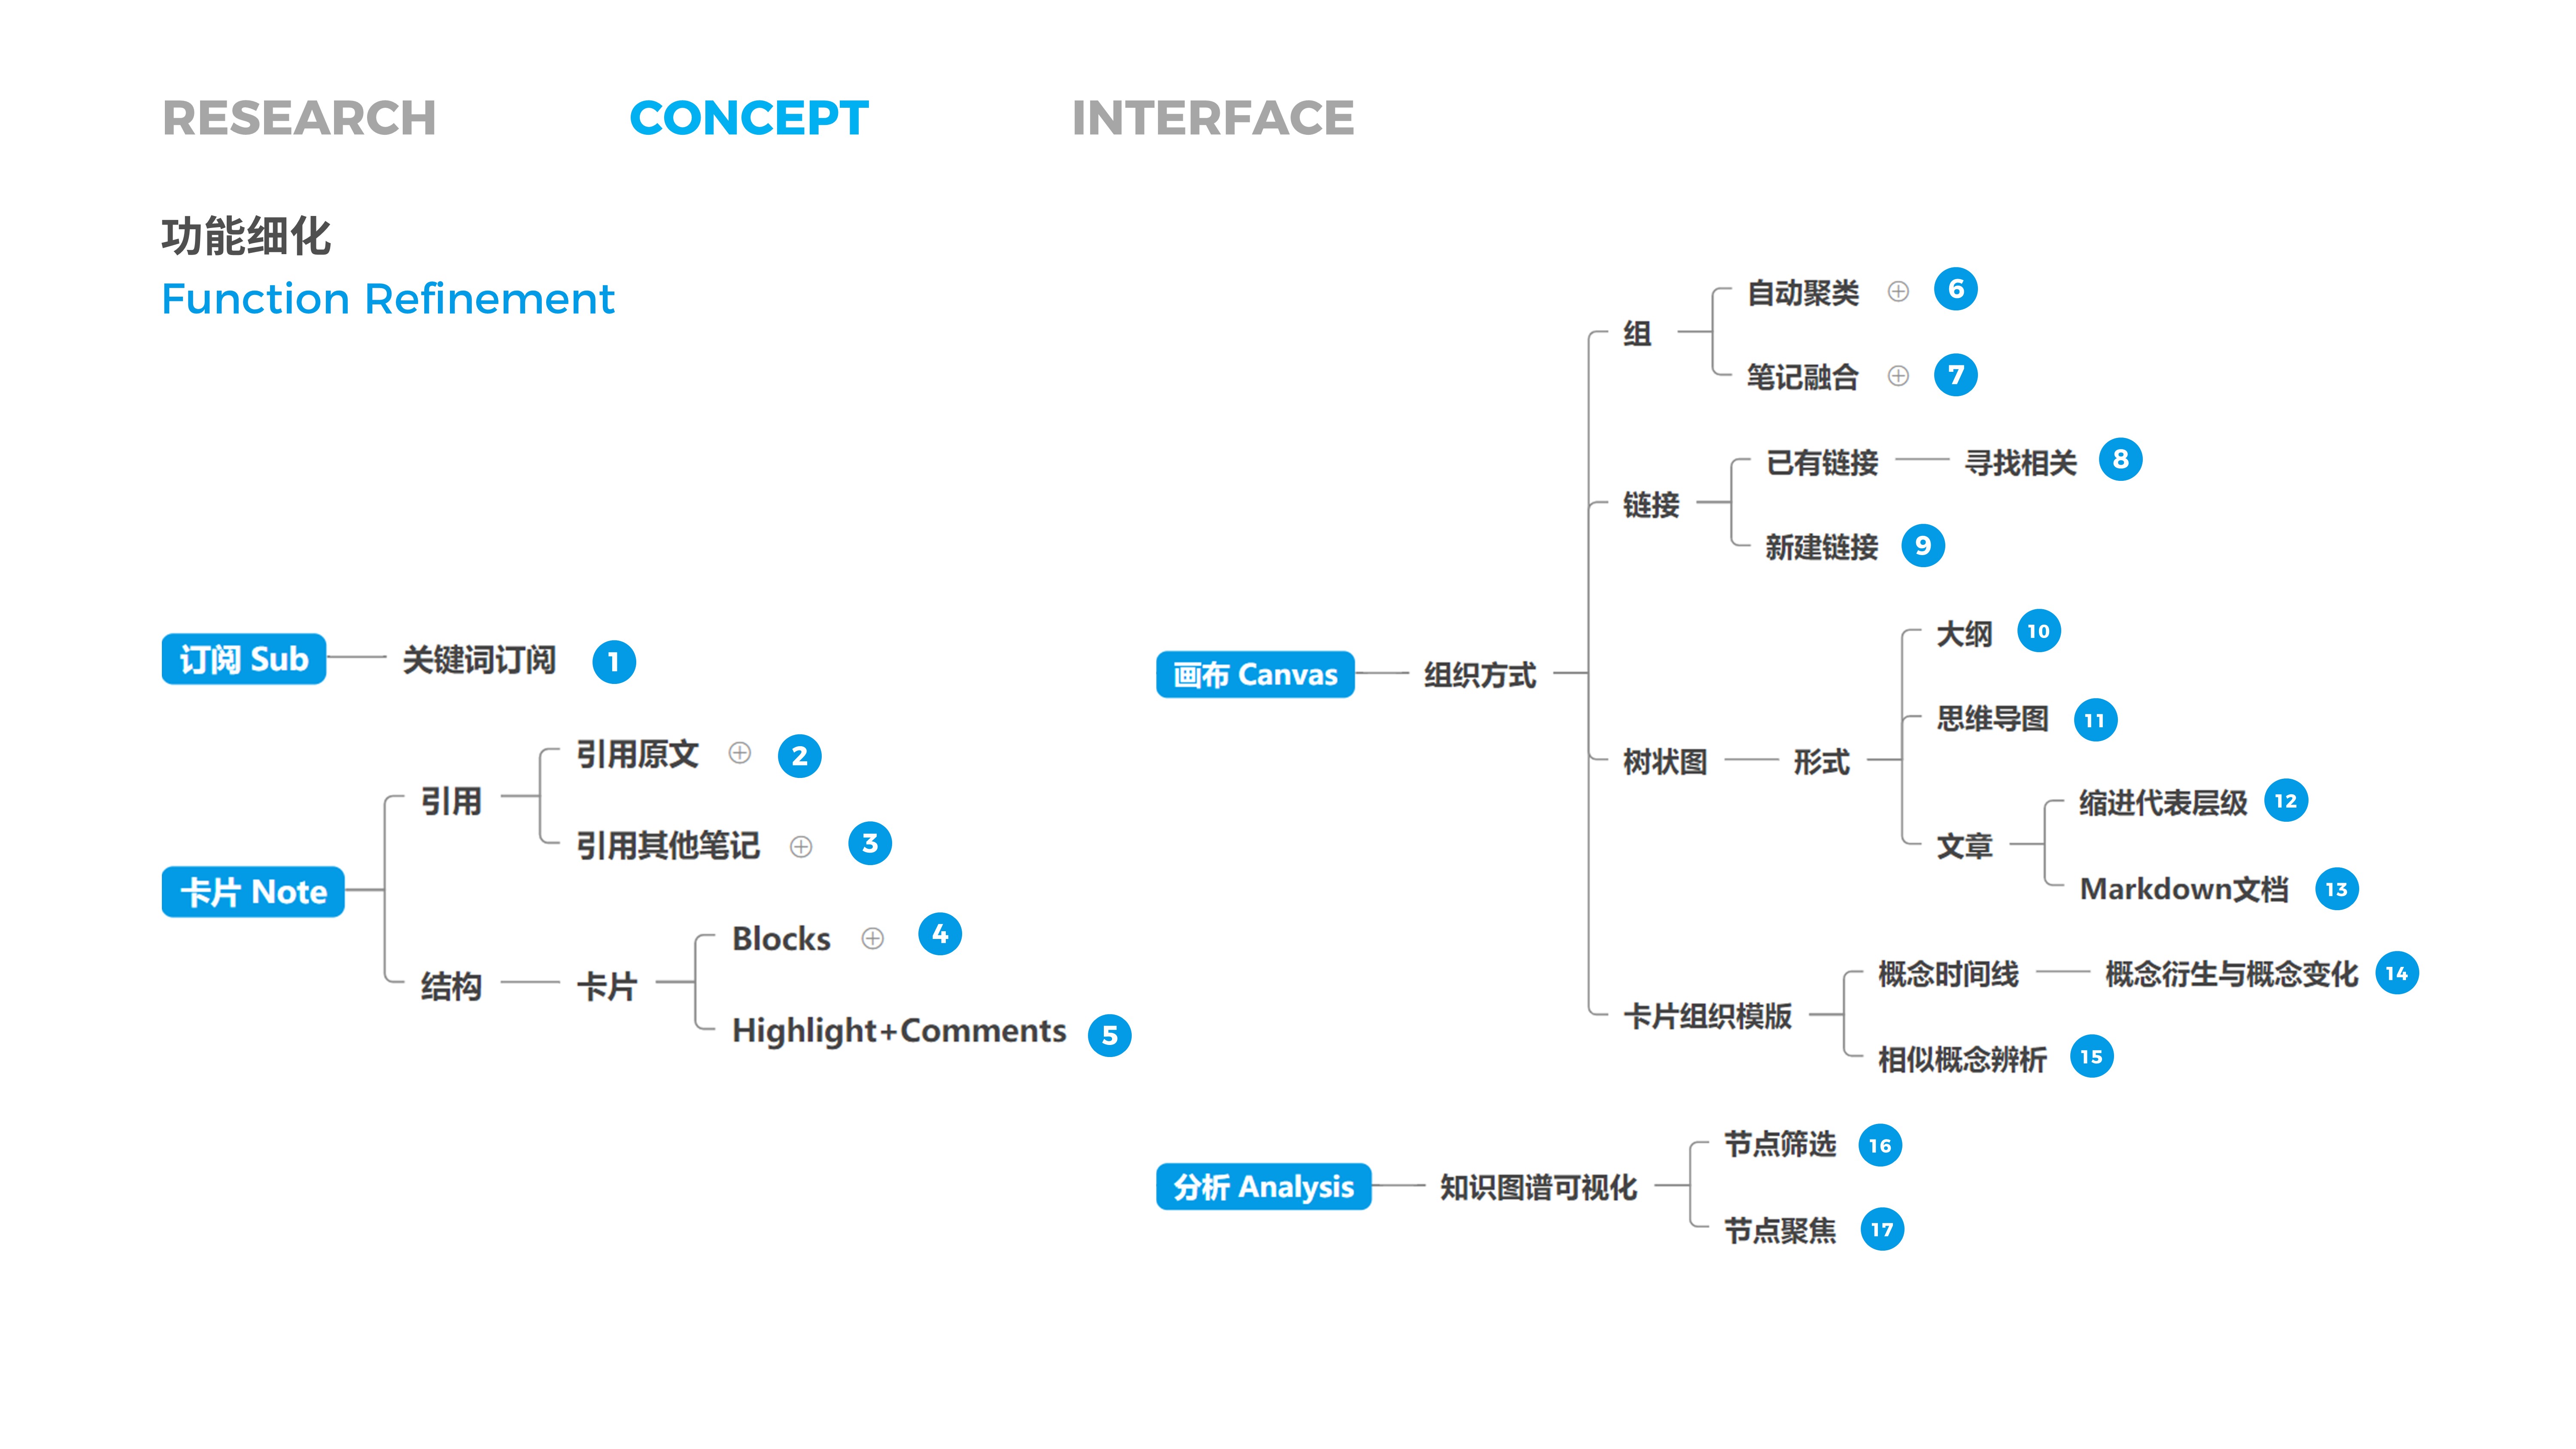 RESEARCH
CONCEPT
INTERFACE
功能细化
Function Refinement
订阅 Sub
关键词订阅
1
卡片 Note
引用
引用原文
2
引用其他笔记
3
结构
卡片
Blocks
4
Highlight+Comments
5
画布 Canvas
组织方式
组
自动聚类
6
笔记融合
7
链接
已有链接
寻找相关
8
新建链接
9
树状图
形式
大纲
10
思维导图
11
文章
缩进代表层级
12
Markdown文档
13
卡片组织模版
概念时间线
概念衍生与概念变化
14
相似概念辨析
15
分析 Analysis
知识图谱可视化
节点筛选
16
节点聚焦
17